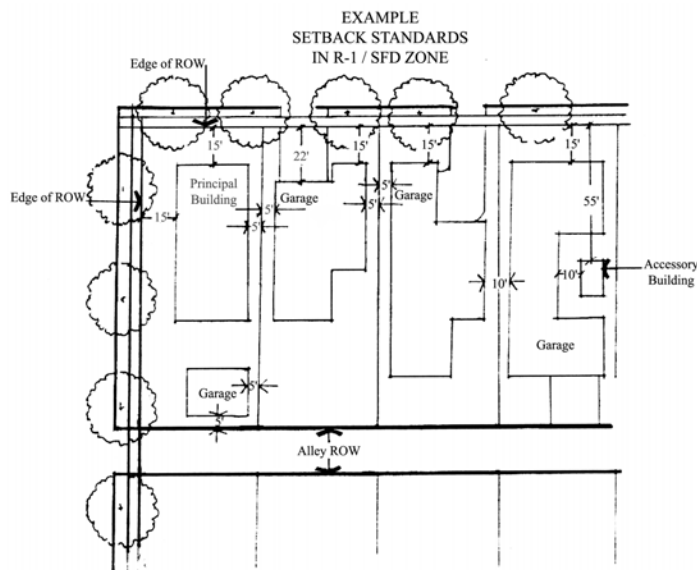 EXAMPLE
SETBACK STANDARDS
IN R-1 / SFD ZONE
Edge of ROW
15'
22'
15'
15'
15'
Principal
Building
Garage
5'
Garage
Edge of ROW
55'
15'
5'
5'
5'
10'
10'
Accessory
Building
Garage
Garage
5'
5'
Alley ROW